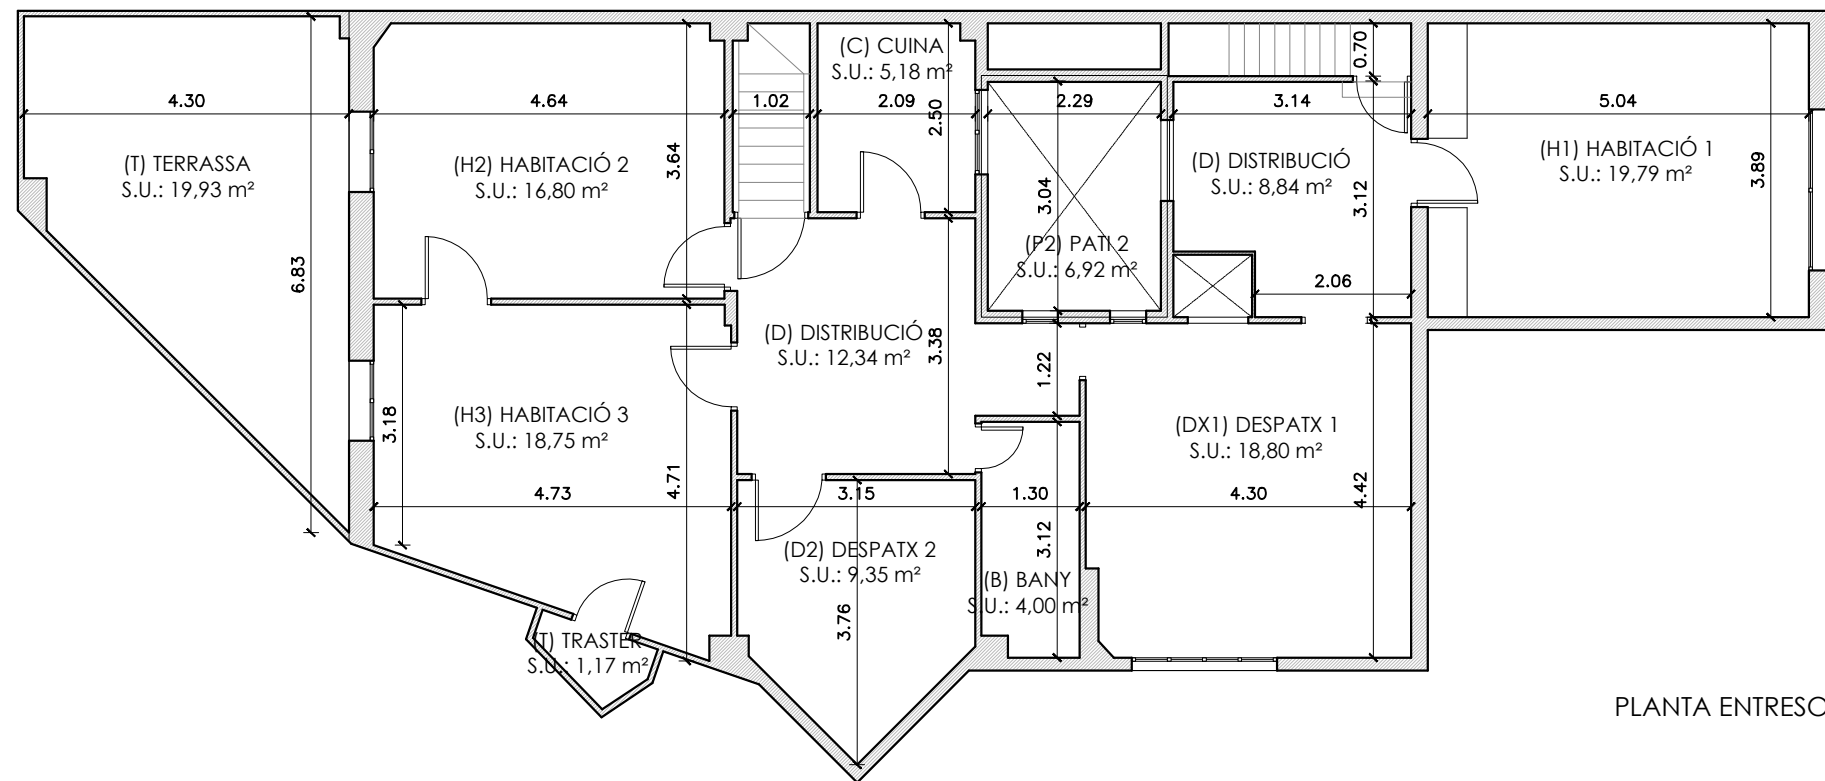 (C) CUINA
S.U.: 5,18 m²
0.70
4.30
4.64
1.02
2.09
2.50
2.29
3.14
5.04
(T) TERRASSA
S.U.: 19,93 m²
(H2) HABITACIÓ 2
S.U.: 16,80 m²
3.64
3.04
(D) DISTRIBUCIÓ
S.U.: 8,84 m²
3.12
(H1) HABITACIÓ 1
S.U.: 19,79 m²
3.89
(P2) PATI 2
S.U.: 6,92 m²
6.83
2.06
(D) DISTRIBUCIÓ
S.U.: 12,34 m²
3.38
1.22
(H3) HABITACIÓ 3
S.U.: 18,75 m²
3.18
(DX1) DESPATX 1
S.U.: 18,80 m²
4.71
4.42
4.73
3.15
1.30
4.30
3.12
(D2) DESPATX 2
S.U.: 9,35 m²
(B) BANY
S.U.: 4,00 m²
3.76
(T) TRASTER
S.U.: 1,17 m²
PLANTA ENTRESO